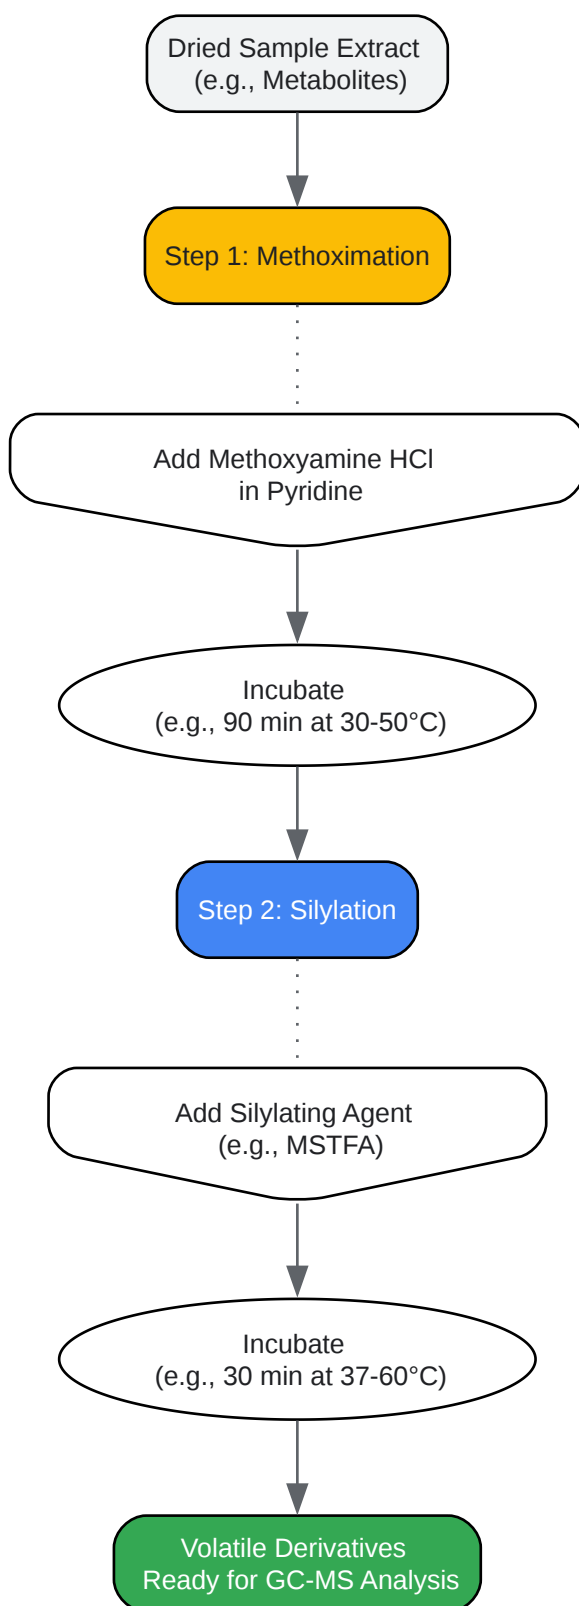 Dried Sample Extract
(e.g., Metabolites)
Step 1: Methoximation
Add Methoxyamine HCl
in Pyridine
Incubate
(e.g., 90 min at 30-50°C)
Step 2: Silylation
Add Silylating Agent
(e.g., MSTFA)
Incubate
(e.g., 30 min at 37-60°C)
Volatile Derivatives
Ready for GC-MS Analysis